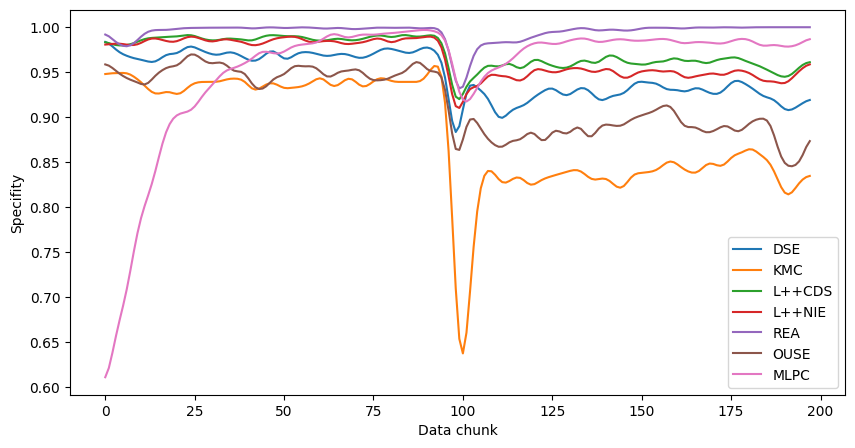 1.00
0.95
0.90
0.85
0.80
0.75
0.70
0.65
0.60
Specifity
0
25
50
75
100
125
150
175
200
Data chunk
DSE
KMC
L++CDS
L++NIE
REA
OUSE
MLPC